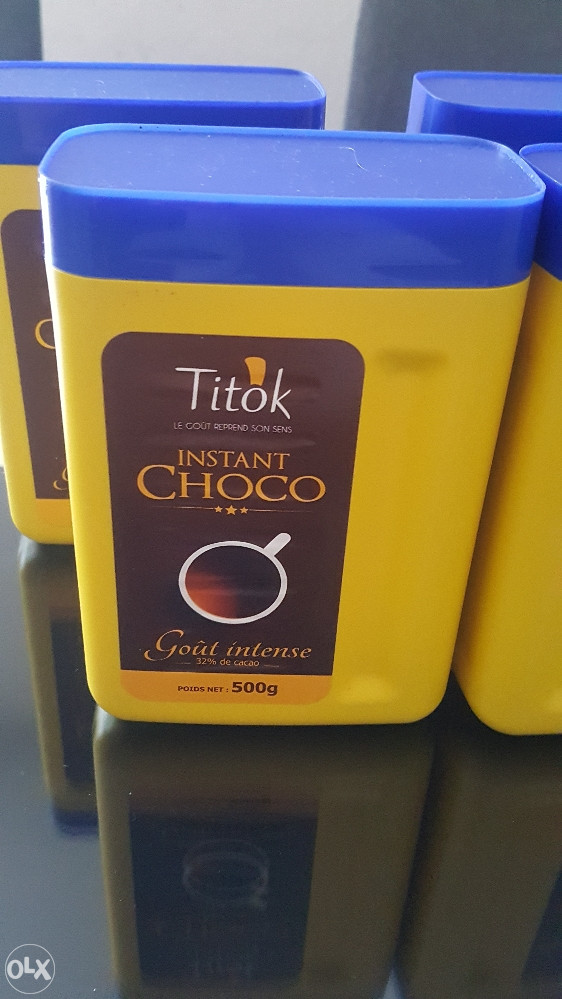 Titok
LE GOÛT REPREND SON SENS
INSTANT
CHOCO
Goût intense
32% de cacao
POIDS NET : 500g
OLX